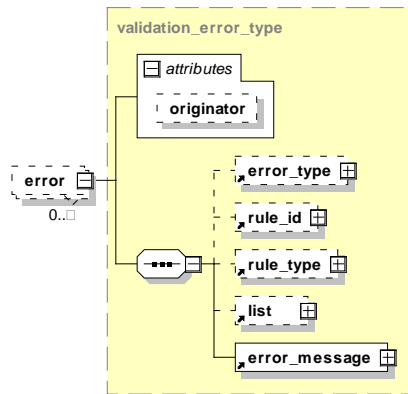 validation_error_type
attributes
originator
error
0..□
error_type
rule_id
rule_type
list
error_message